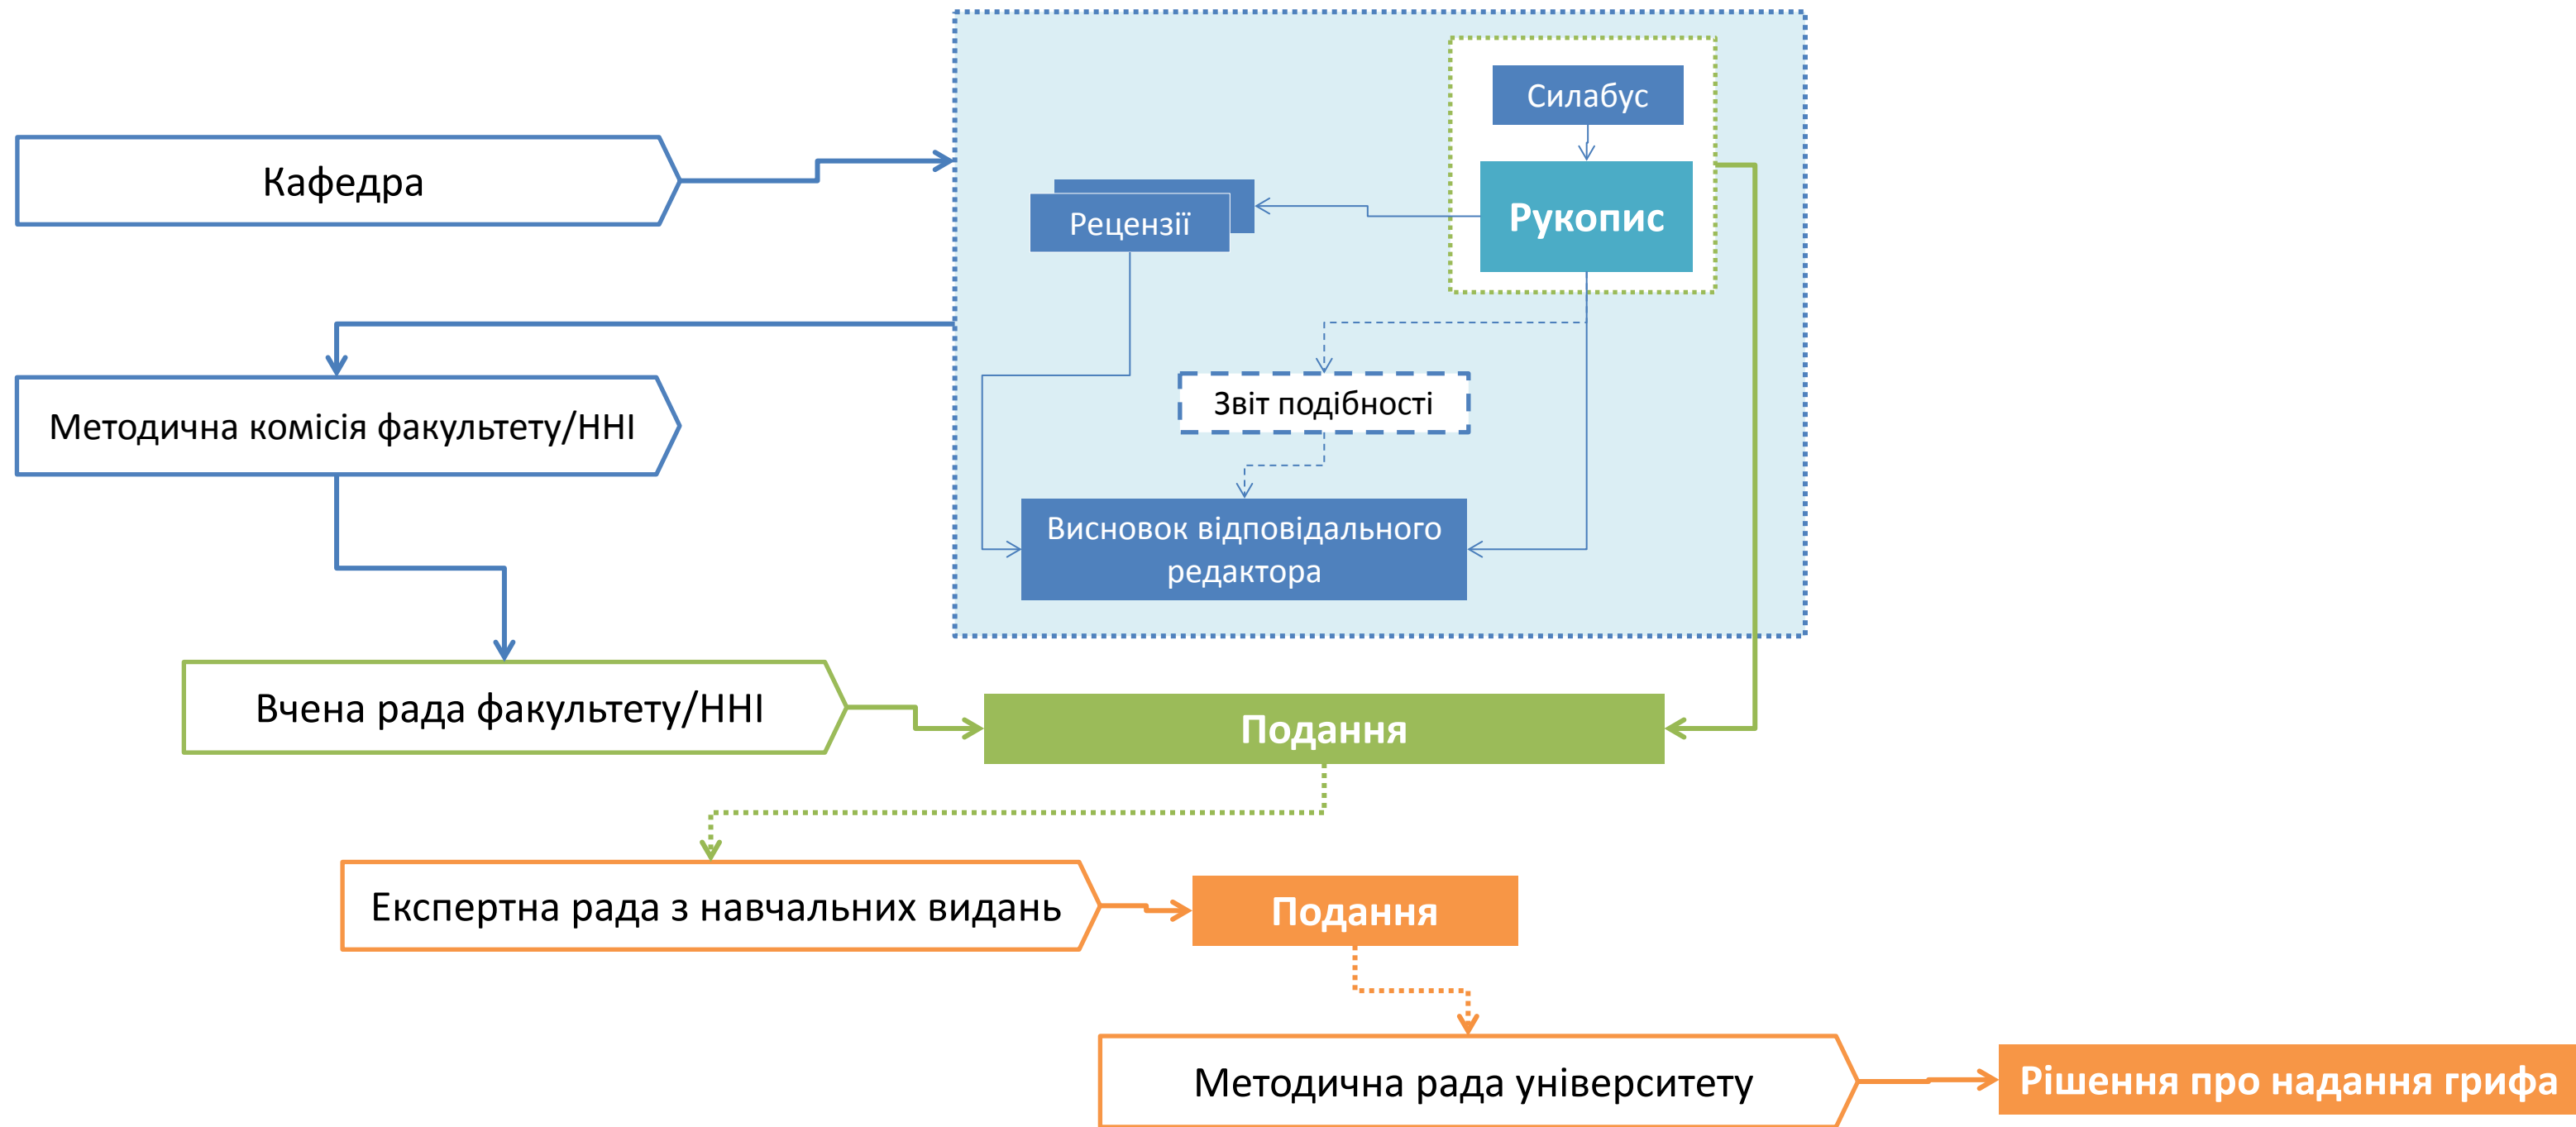 Силабус
Кафедра
Рукопис
Рецензії
Методична комісія факультету/ННІ
Звіт подібності
Висновок відповідального
редактора
Вчена рада факультету/ННІ
Подання
Експертна рада з навчальних видань
Подання
Методична рада університету
Рішення про надання грифа